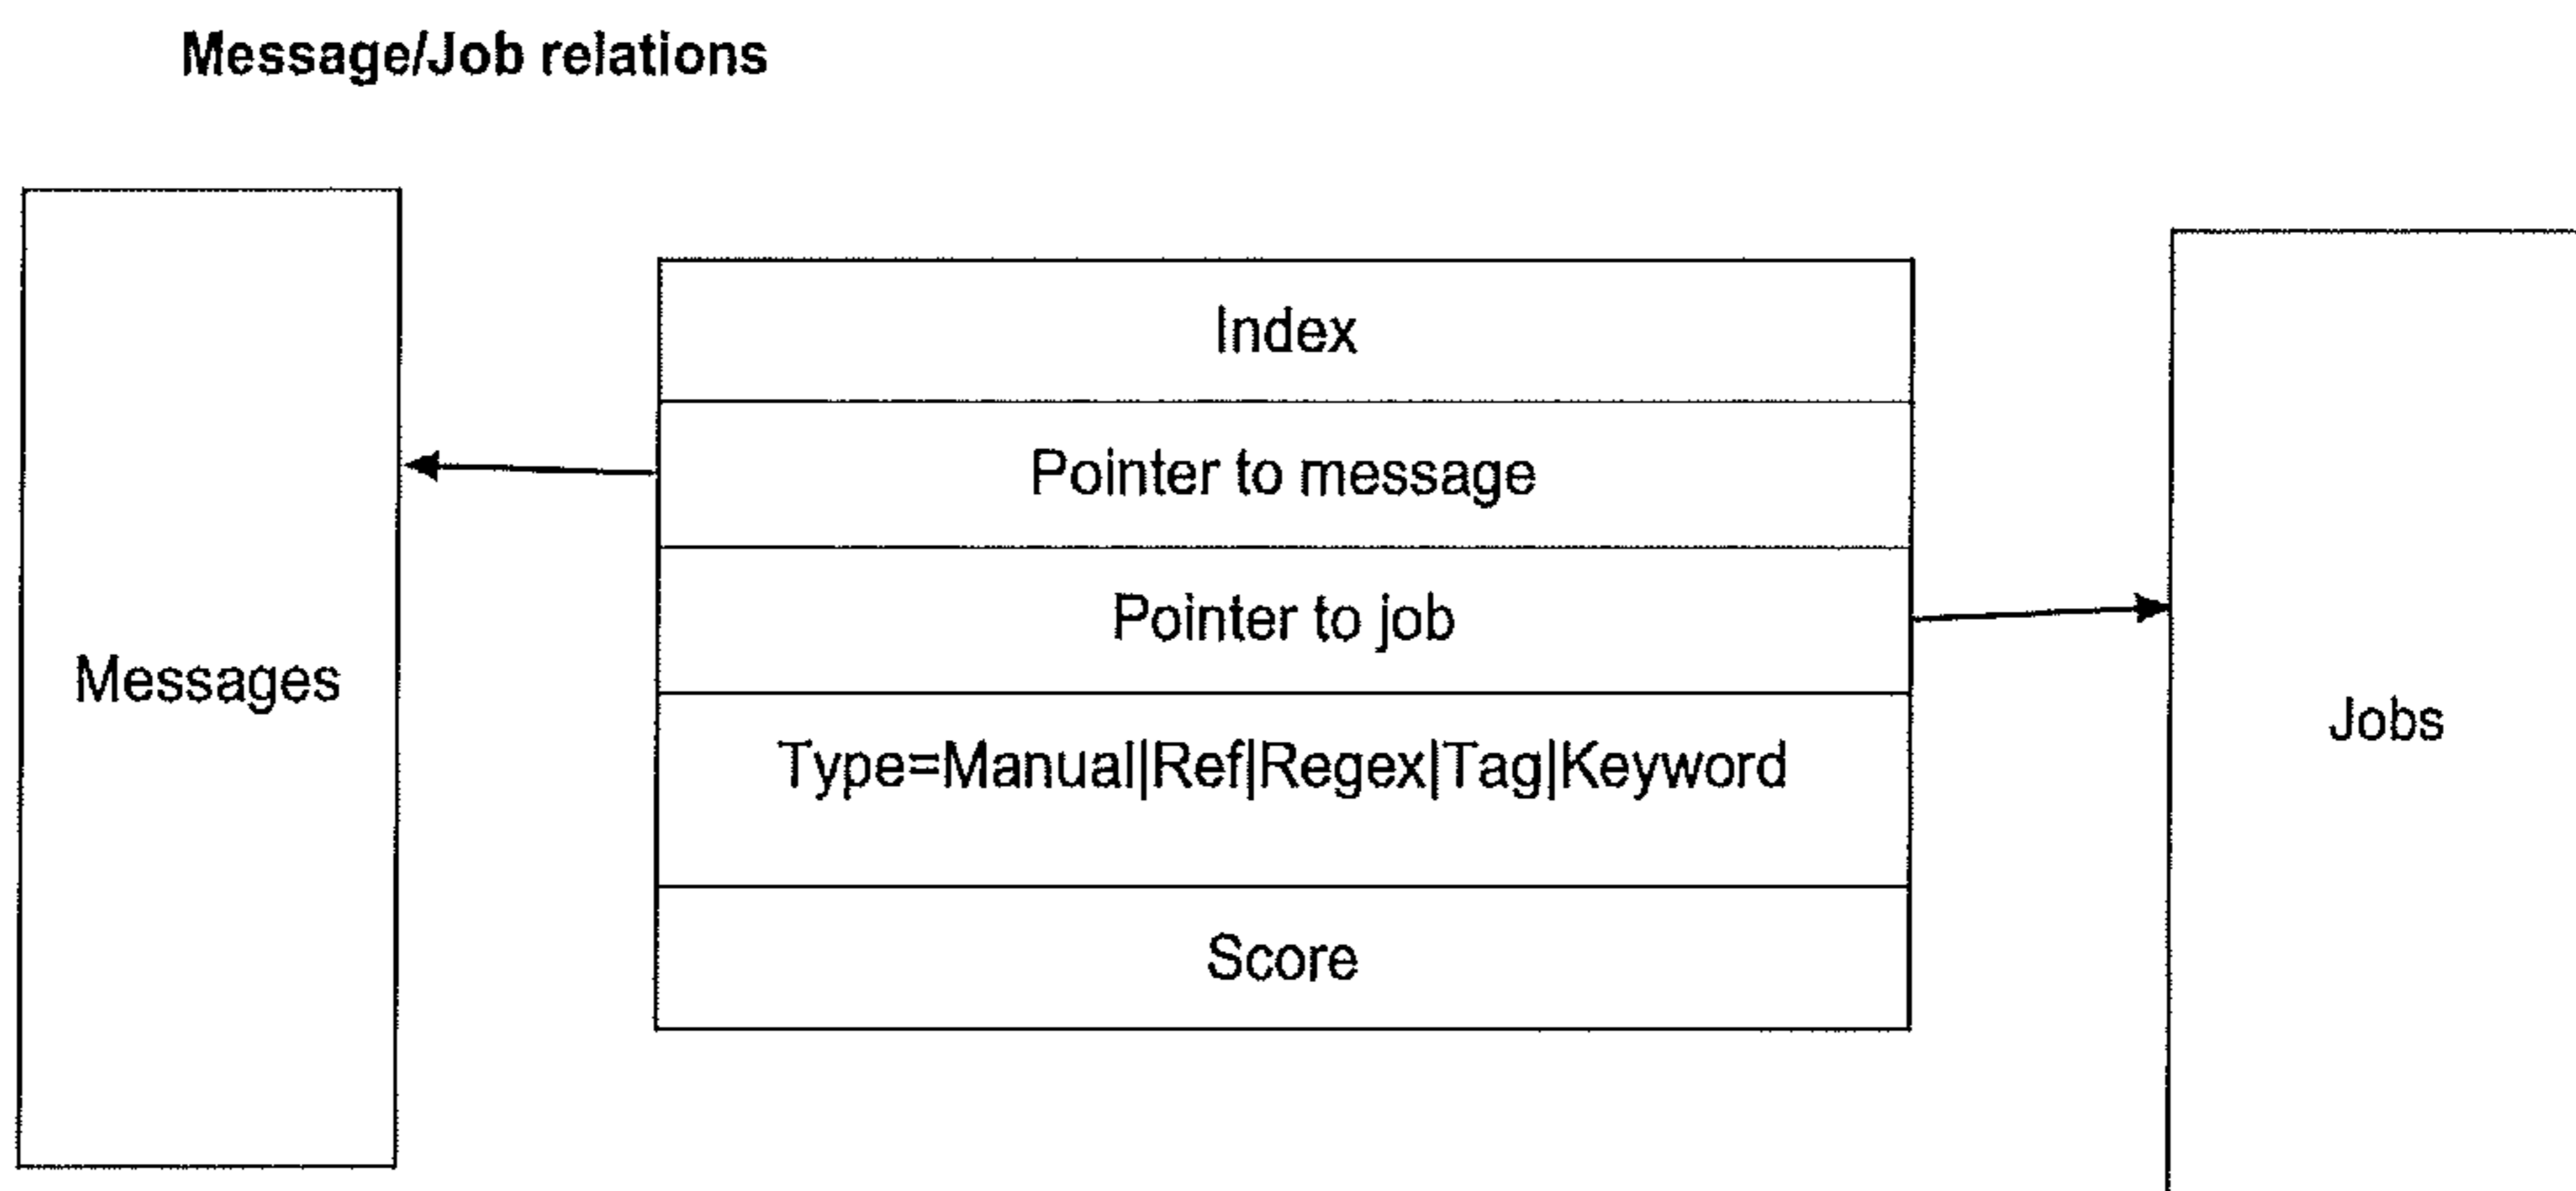 Message/Job relations
Index
Pointer to message
Pointer to job
Messages
Jobs
Type=Manual||Ref|Regex|Tag|Keyword
Score